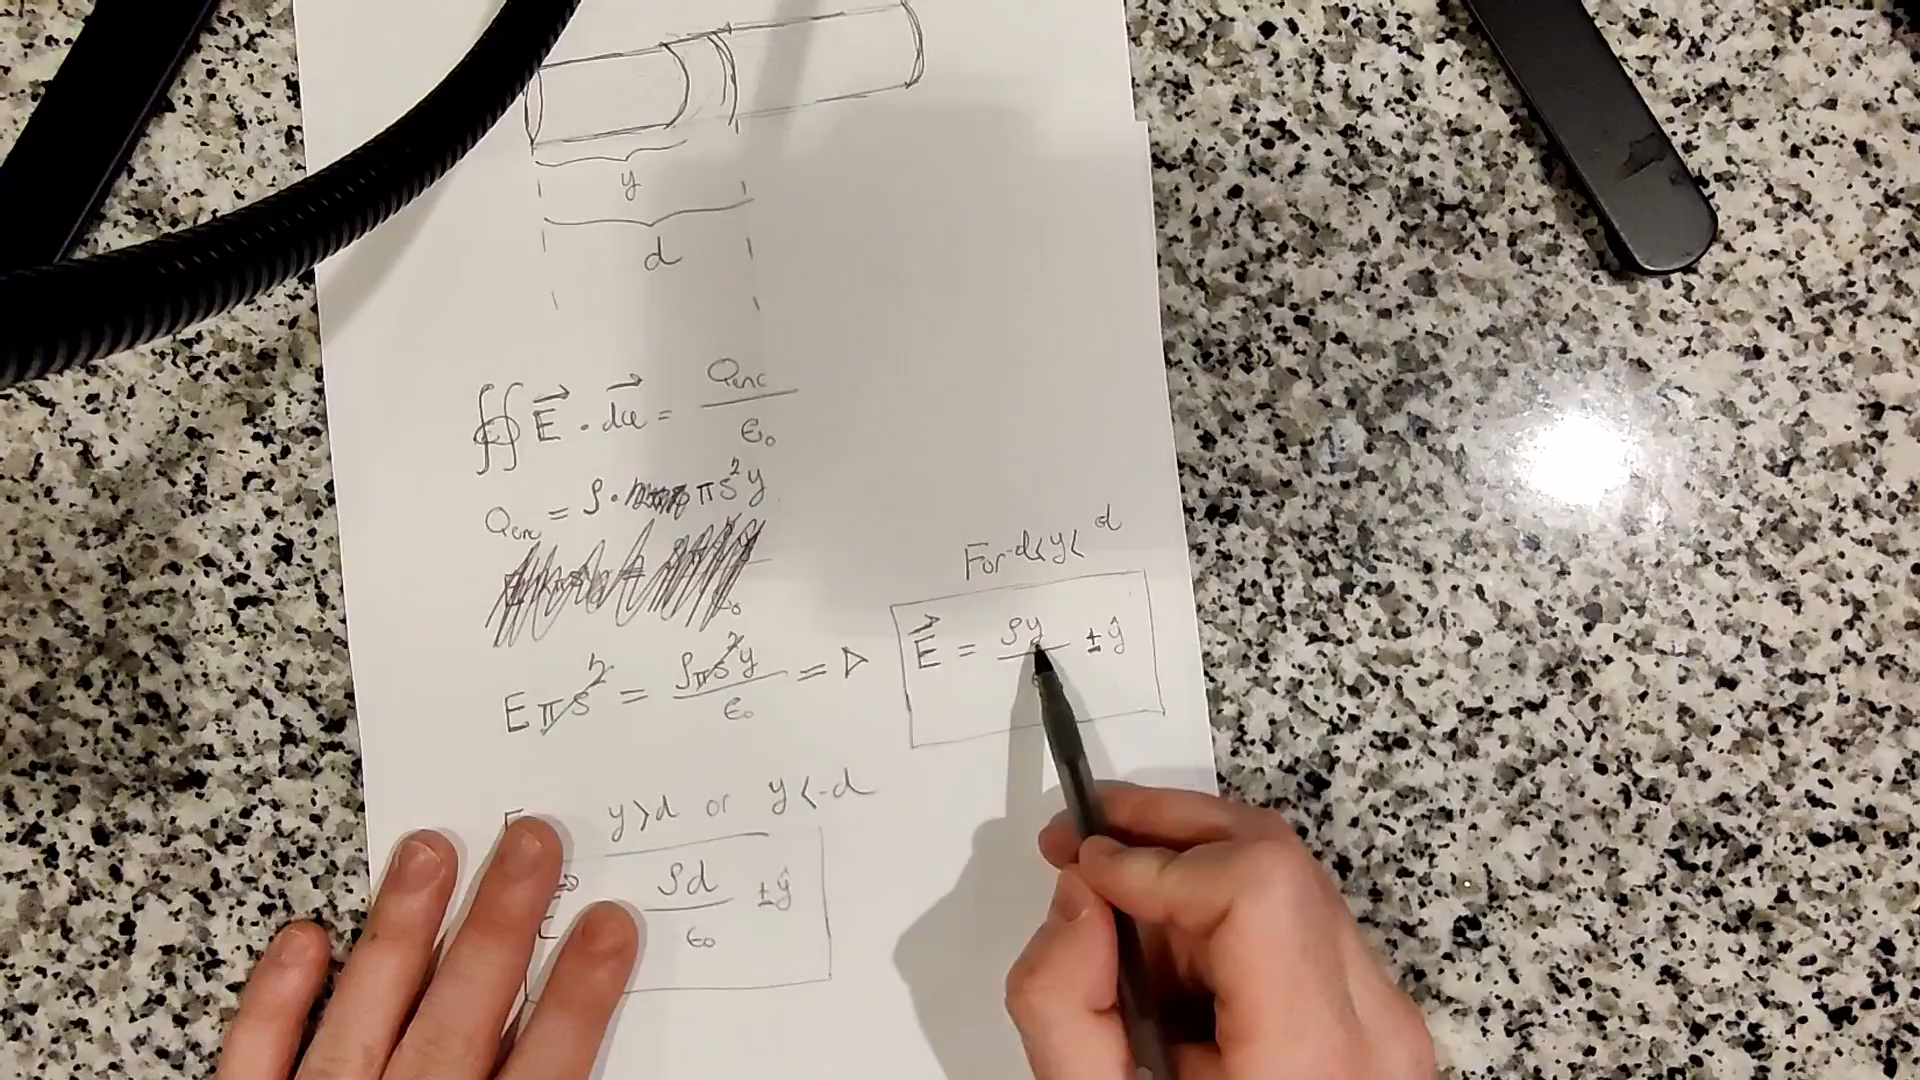 y
d
∯ E⃗ · da⃗ = Qenc / ϵ₀
Qenc = ρ · πs²y
Eπs² = ρπs²y / ϵ₀ => 
For -d<y<d
E⃗ = ρy ±ŷ
y>d or y<-d
ρd / ϵ₀ ±ŷ